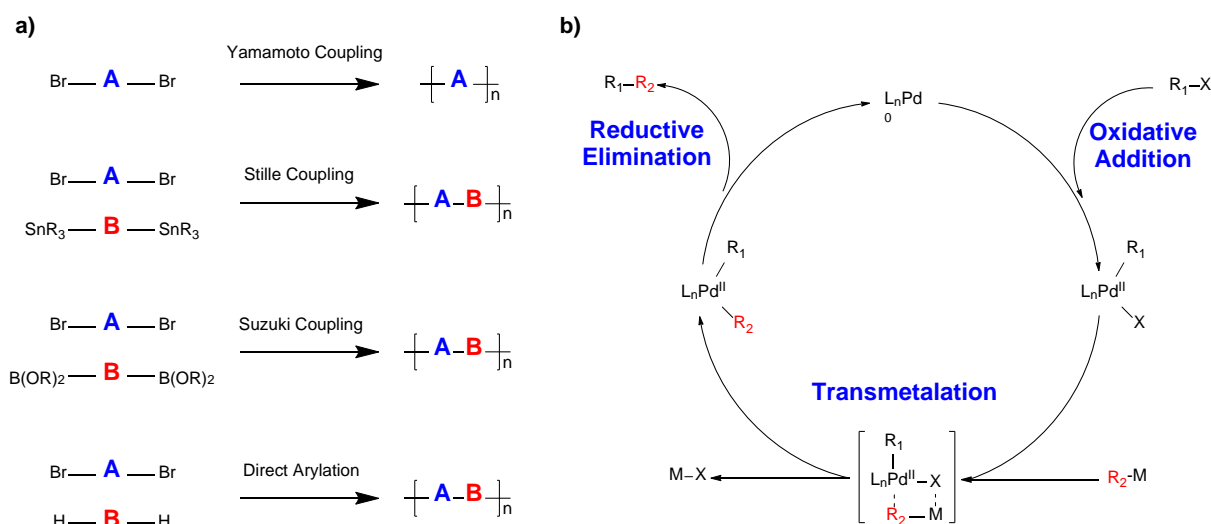 a)
Yamamoto Coupling
Br A Br
[ A ]n
Br A Br
Stille Coupling
SnR3 B SnR3
[ A B ]n
Br A Br
Suzuki Coupling
B(OR)2 B B(OR)2
[ A B ]n
Br A Br
Direct Arylation
H B H
[ A B ]n
b)
R1–R2
LnPd
0
R1–X
Reductive
Elimination
Oxidative
Addition
R1
LnPdII
R2
R1
LnPdII
X
Transmetalation
R1
LnPdII–X
R2—M
M–X
R2-M